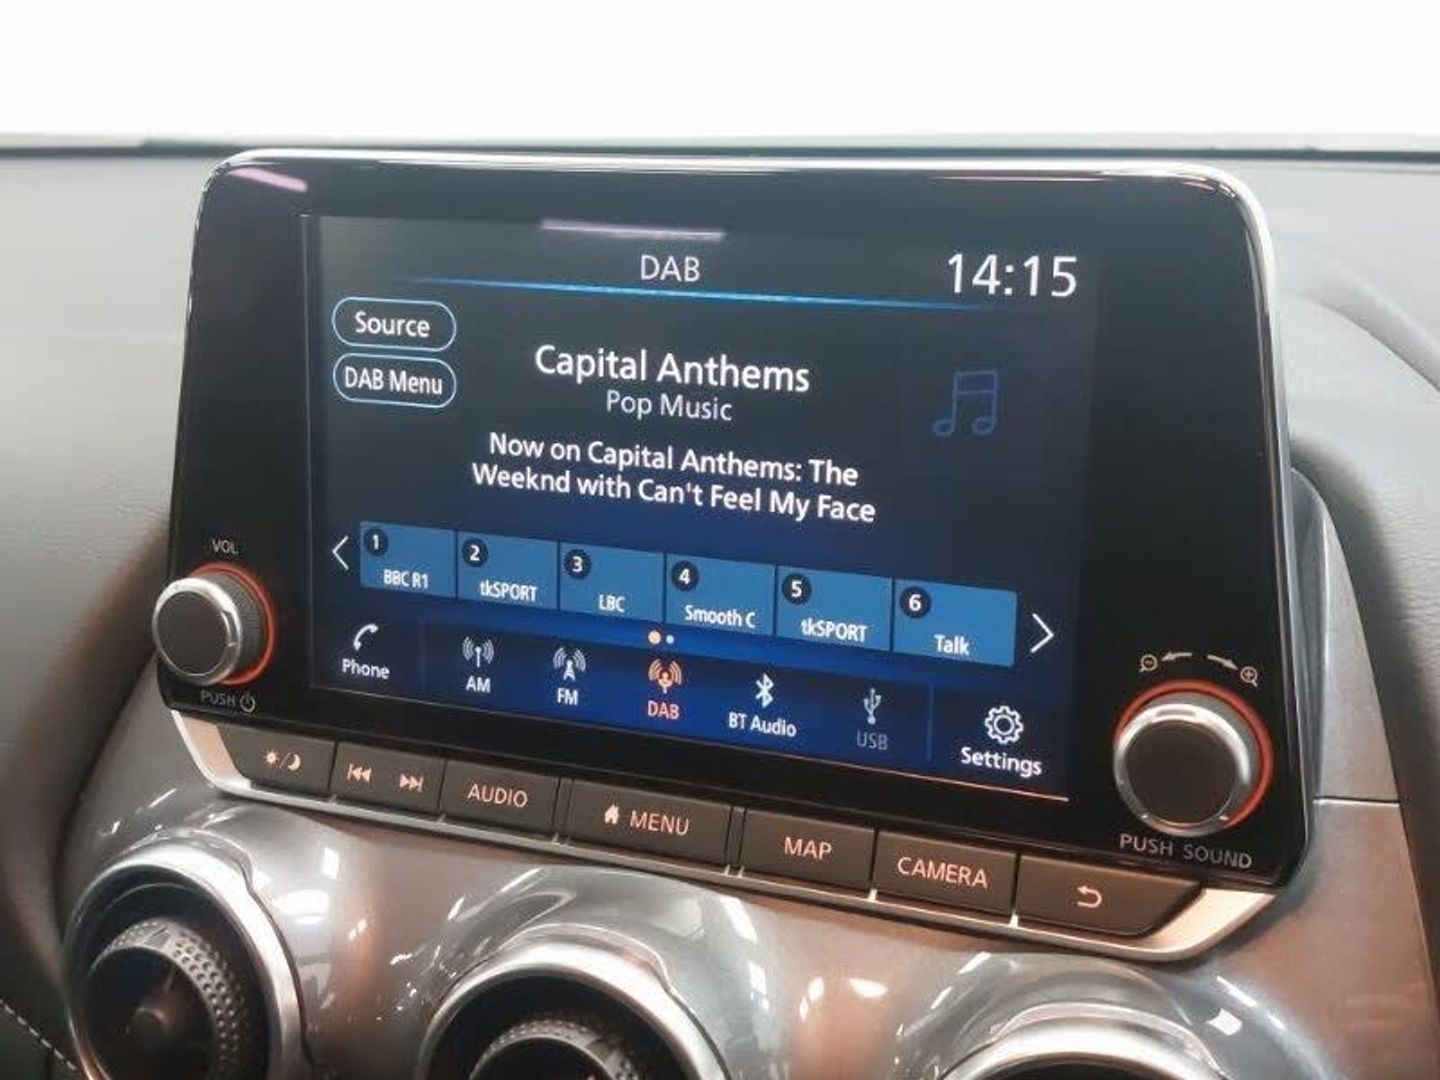 DAB
14:15
Source
DAB Menu
Capital Anthems
Pop Music
Now on Capital Anthems: The
Weeknd with Can't Feel My Face
1
BBC R1
2
tkSPORT
3
LBC
4
Smooth C
5
tkSPORT
6
Talk
Phone
AM
FM
DAB
BT Audio
USB
Settings
VOL
PUSH
PUSH SOUND
AUDIO
MENU
MAP
CAMERA